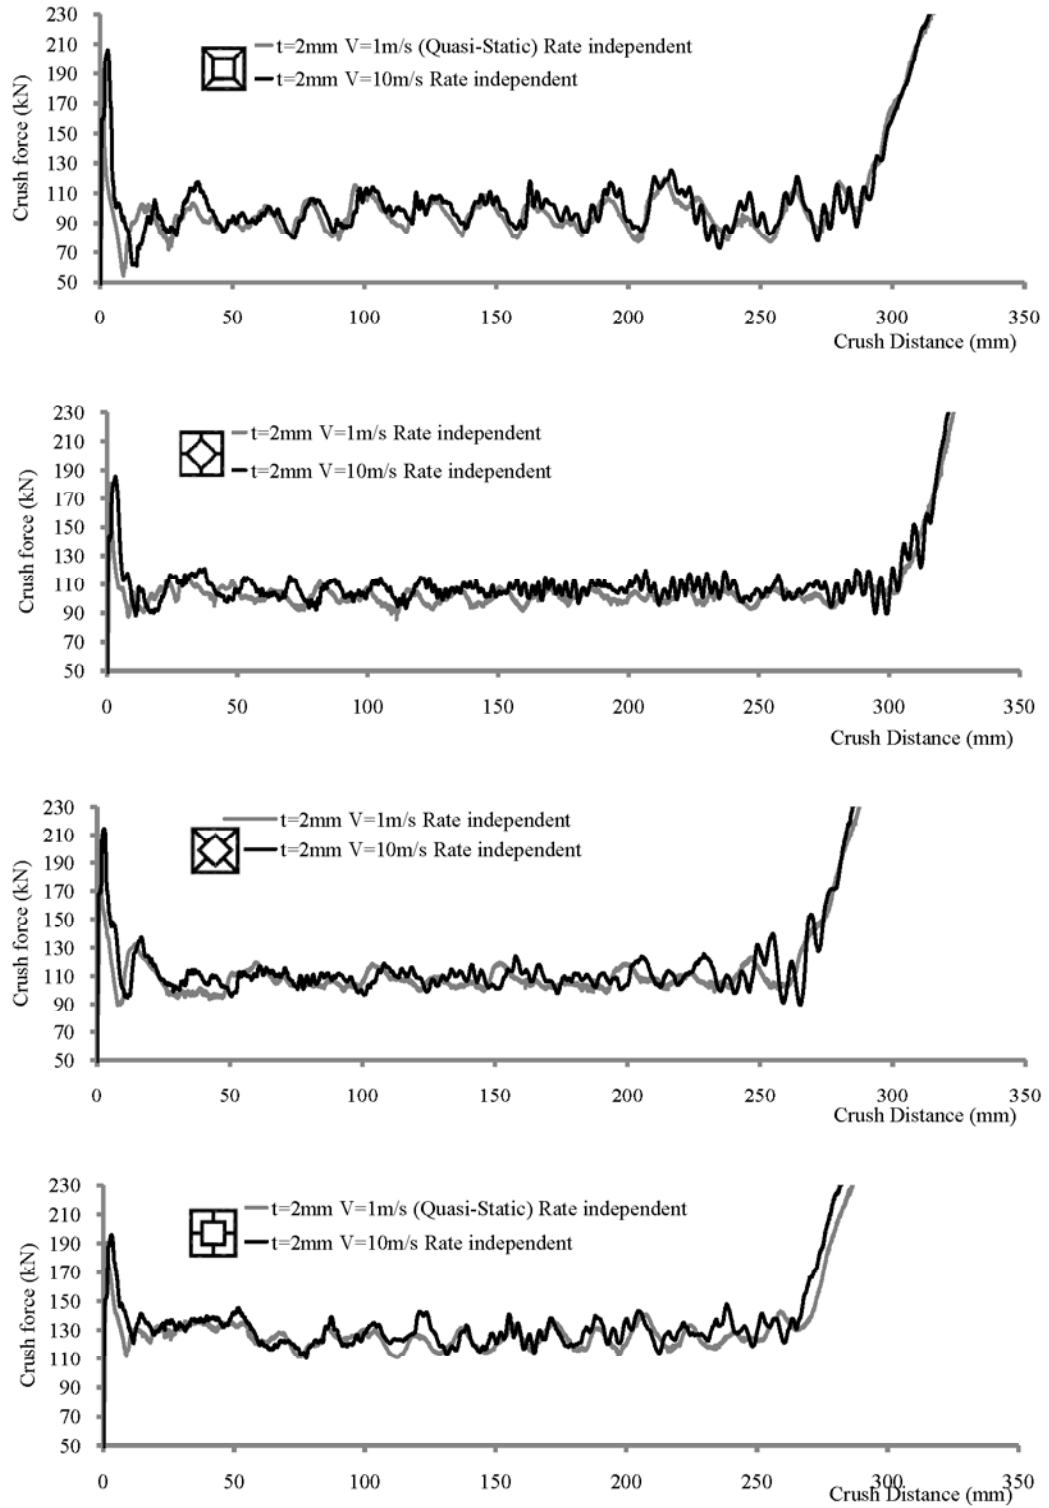 230
t=2mm V=1m/s (Quasi-Static) Rate independent
210
190
t=2mm V=10m/s Rate independent
170
150
130
110
90
70
50
Crush force (kN)
0 50 100 150 200 250 300 350
Crush Distance (mm)
230
t=2mm V=1m/s Rate independent
210
190
t=2mm V=10m/s Rate independent
170
150
130
110
90
70
50
Crush force (kN)
0 50 100 150 200 250 300 350
Crush Distance (mm)
230
t=2mm V=1m/s Rate independent
210
t=2mm V=10m/s Rate independent
190
170
150
130
110
90
70
50
Crush force (kN)
0 50 100 150 200 250 300 350
Crush Distance (mm)
230
t=2mm V=1m/s (Quasi-Static) Rate independent
210
t=2mm V=10m/s Rate independent
190
170
150
130
110
90
70
50
Crush force (kN)
0 50 100 150 200 250 300 350
Crush Distance (mm)